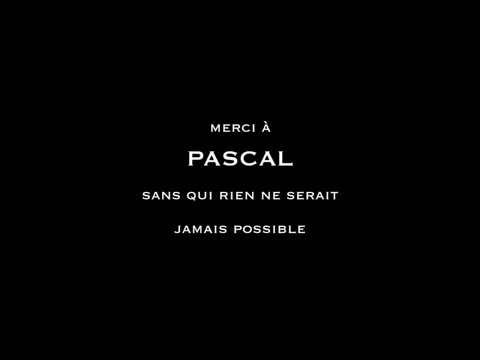 MERCI À
PASCAL
SANS QUI RIEN NE SERAIT
JAMAIS POSSIBLE